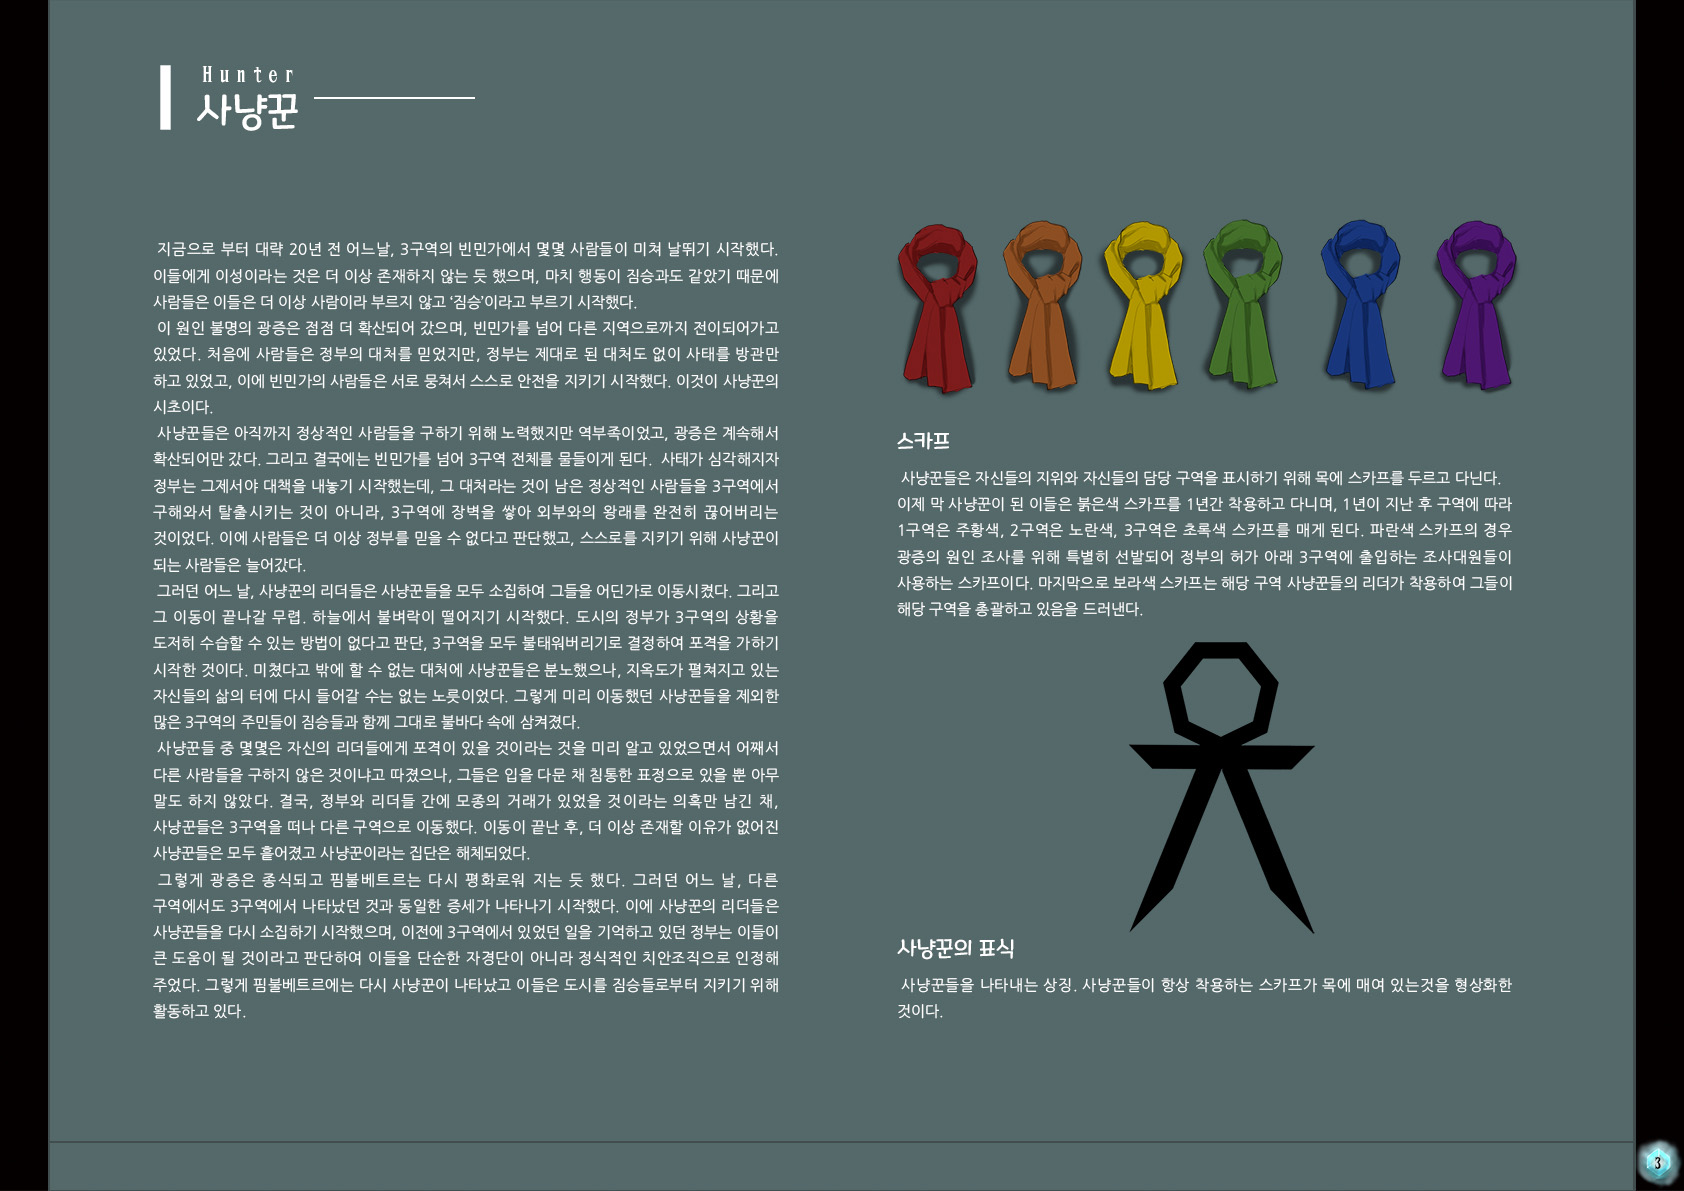 Hunter
사냥꾼
지금으로 부터 대략 20년 전 어느날, 3구역의 빈민가에서 몇몇 사람들이 미쳐 날뛰기 시작했다.
이들에게 이성이라는 것은 더 이상 존재하지 않는 듯 했으며, 마치 행동이 짐승과도 같았기 때문에
사람들은 이들은 더 이상 사람이라 부르지 않고 ‘짐승’이라고 부르기 시작했다.
이 원인 불명의 광증은 점점 더 확산되어 갔으며, 빈민가를 넘어 다른 지역으로까지 전이되어가고
있었다. 처음에 사람들은 정부의 대처를 믿었지만, 정부는 제대로 된 대처도 없이 사태를 방관만
하고 있었고, 이에 빈민가의 사람들은 서로 뭉쳐서 스스로 안전을 지키기 시작했다. 이것이 사냥꾼의
시초이다.
사냥꾼들은 아직까지 정상적인 사람들을 구하기 위해 노력했지만 역부족이었고, 광증은 계속해서
확산되어만 갔다. 그리고 결국에는 빈민가를 넘어 3구역 전체를 물들이게 된다. 사태가 심각해지자
정부는 그제서야 대책을 내놓기 시작했는데, 그 대처라는 것이 남은 정상적인 사람들을 3구역에서
구해와서 탈출시키는 것이 아니라, 3구역에 장벽을 쌓아 외부와의 왕래를 완전히 끊어버리는
것이었다. 이에 사람들은 더 이상 정부를 믿을 수 없다고 판단했고, 스스로를 지키기 위해 사냥꾼이
되는 사람들은 늘어갔다.
그러던 어느 날, 사냥꾼의 리더들은 사냥꾼들을 모두 소집하여 그들을 어딘가로 이동시켰다. 그리고
그 이동이 끝나갈 무렵. 하늘에서 불벼락이 떨어지기 시작했다. 도시의 정부가 3구역의 상황을
도저히 수습할 수 있는 방법이 없다고 판단, 3구역을 모두 불태워버리기로 결정하여 포격을 가하기
시작한 것이다. 미쳤다고 밖에 할 수 없는 대처에 사냥꾼들은 분노했으나, 지옥도가 펼쳐지고 있는
자신들의 삶의 터에 다시 들어갈 수는 없는 노릇이었다. 그렇게 미리 이동했던 사냥꾼들을 제외한
많은 3구역의 주민들이 짐승들과 함께 그대로 불바다 속에 삼켜졌다.
사냥꾼들 중 몇몇은 자신의 리더들에게 포격이 있을 것이라는 것을 미리 알고 있었으면서 어째서
다른 사람들을 구하지 않은 것이냐고 따졌으나, 그들은 입을 다문 채 침통한 표정으로 있을 뿐 아무
말도 하지 않았다. 결국, 정부와 리더들 간에 모종의 거래가 있었을 것이라는 의혹만 남긴 채,
사냥꾼들은 3구역을 떠나 다른 구역으로 이동했다. 이동이 끝난 후, 더 이상 존재할 이유가 없어진
사냥꾼들은 모두 흩어졌고 사냥꾼이라는 집단은 해체되었다.
그렇게 광증은 종식되고 핌불베트르는 다시 평화로워 지는 듯 했다. 그러던 어느 날, 다른
구역에서도 3구역에서 나타났던 것과 동일한 증세가 나타나기 시작했다. 이에 사냥꾼의 리더들은
사냥꾼들을 다시 소집하기 시작했으며, 이전에 3구역에서 있었던 일을 기억하고 있던 정부는 이들이
큰 도움이 될 것이라고 판단하여 이들을 단순한 자경단이 아니라 정식적인 치안조직으로 인정해
주었다. 그렇게 핌불베트르에는 다시 사냥꾼이 나타났고 이들은 도시를 짐승들로부터 지키기 위해
활동하고 있다.
스카프
사냥꾼들은 자신들의 지위와 자신들의 담당 구역을 표시하기 위해 목에 스카프를 두르고 다닌다.
이제 막 사냥꾼이 된 이들은 붉은색 스카프를 1년간 착용하고 다니며, 1년이 지난 후 구역에 따라
1구역은 주황색, 2구역은 노란색, 3구역은 초록색 스카프를 매게 된다. 파란색 스카프의 경우
광증의 원인 조사를 위해 특별히 선발되어 정부의 허가 아래 3구역에 출입하는 조사대원들이
사용하는 스카프이다. 마지막으로 보라색 스카프는 해당 구역 사냥꾼들의 리더가 착용하여 그들이
해당 구역을 총괄하고 있음을 드러낸다.
사냥꾼의 표식
사냥꾼들을 나타내는 상징. 사냥꾼들이 항상 착용하는 스카프가 목에 매여 있는것을 형상화한
것이다.
3